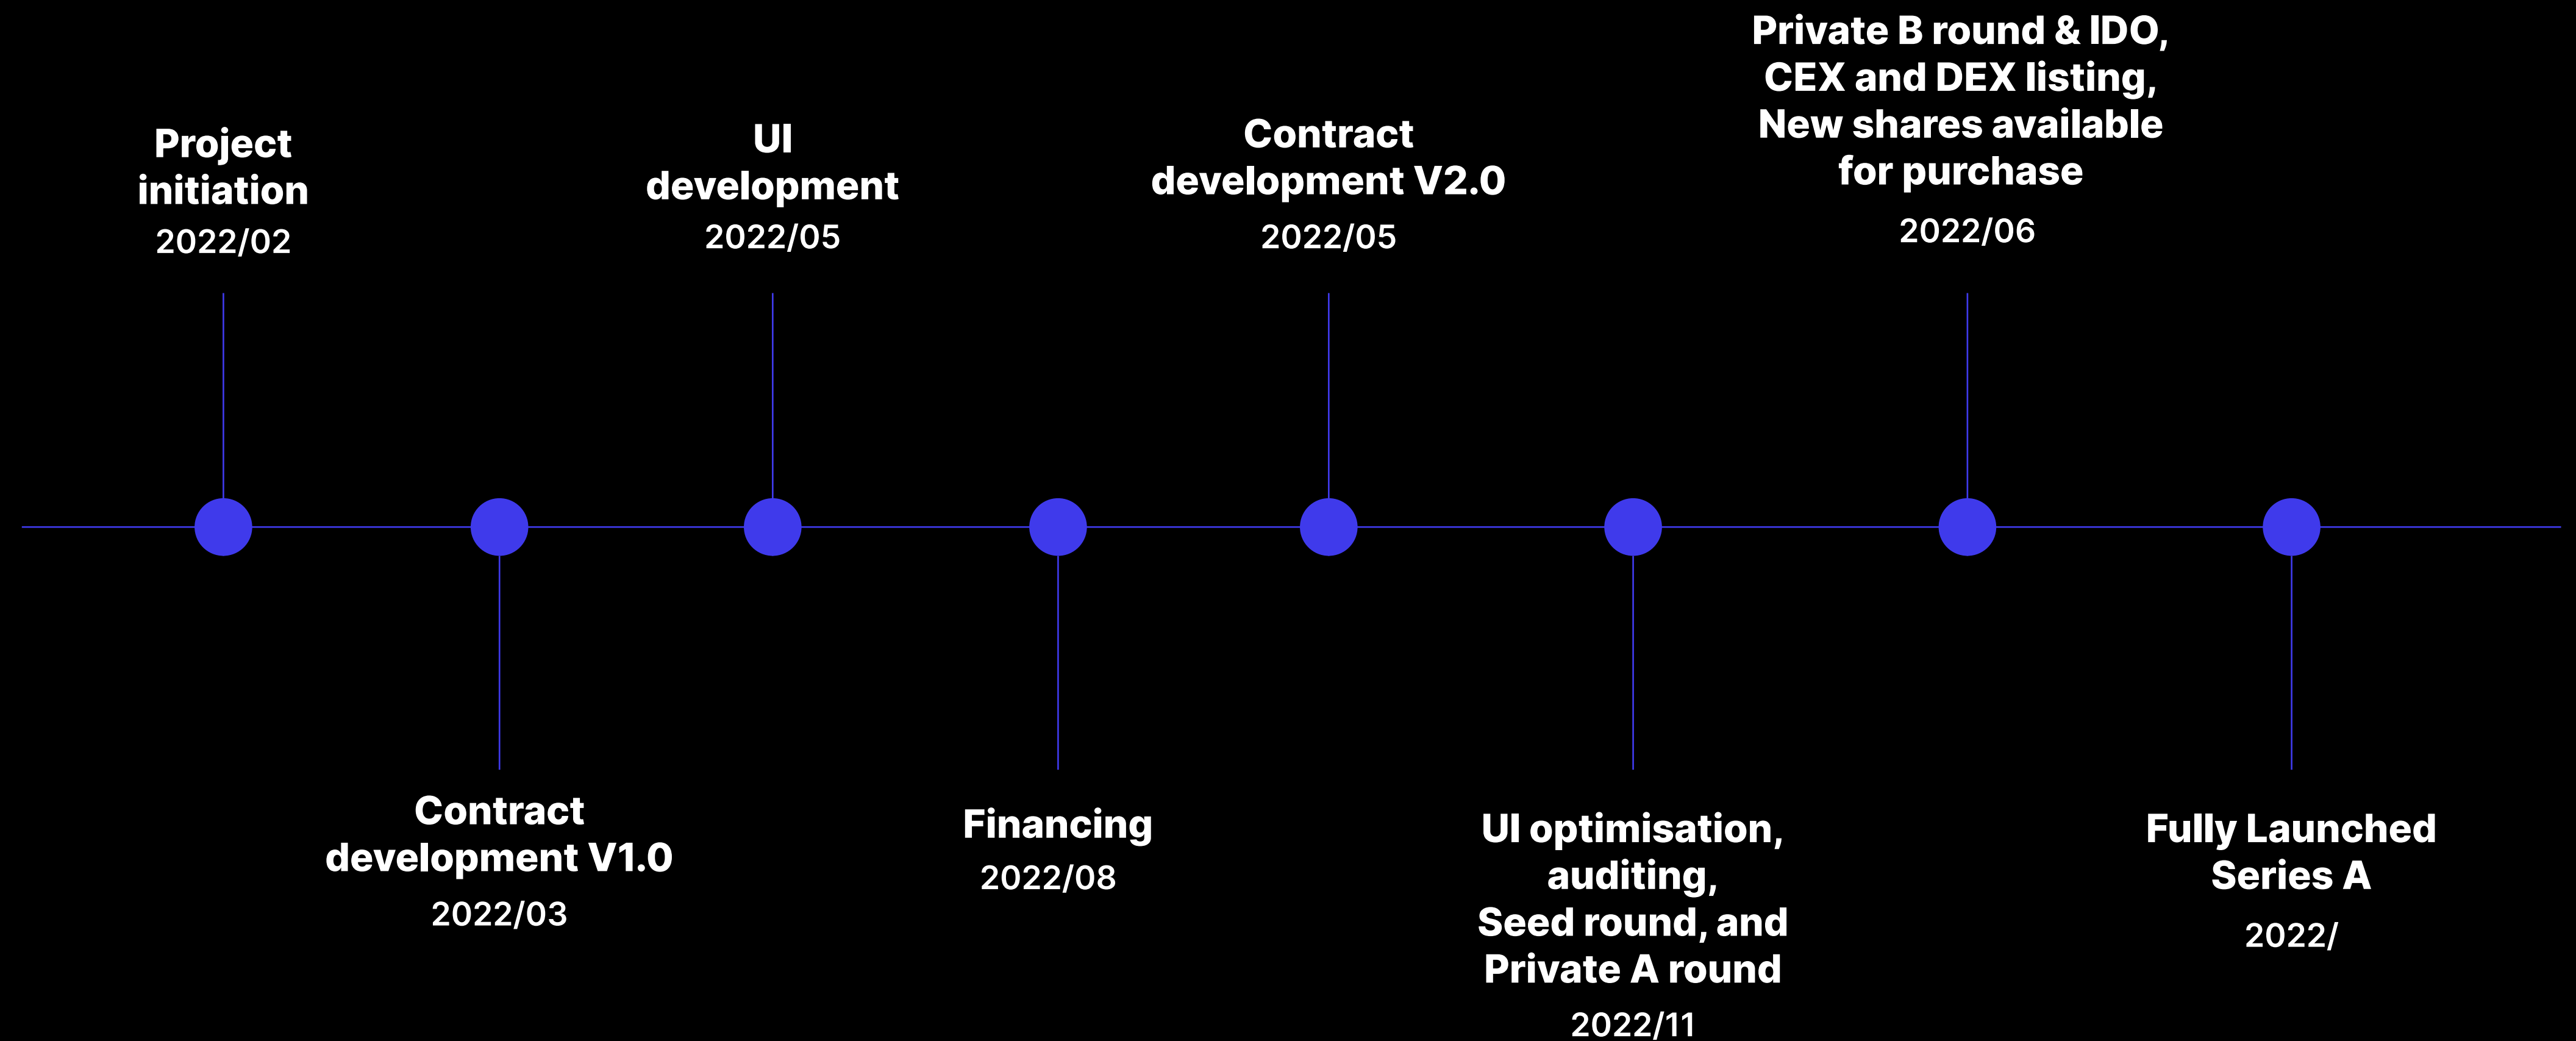 Project
initiation
2022/02
Contract
development V1.0
2022/03
UI
development
2022/05
Financing
2022/08
Contract
development V2.0
2022/05
UI optimisation,
auditing,
Seed round, and
Private A round
2022/11
Private B round & IDO,
CEX and DEX listing,
New shares available
for purchase
2022/06
Fully Launched
Series A
2022/